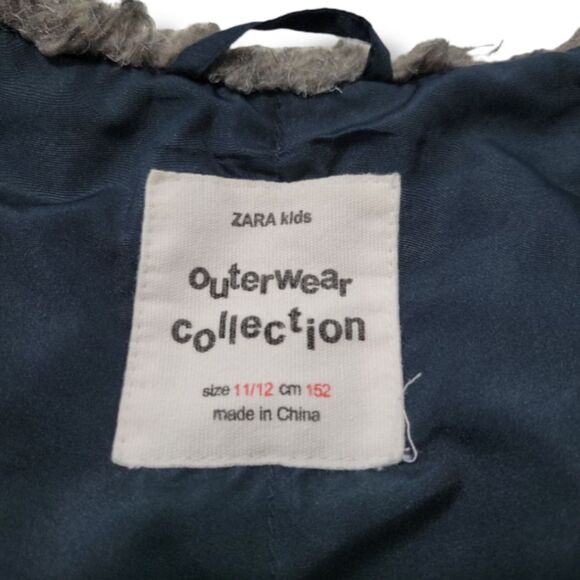 ZARA kids
outerwear
collection
size 11/12 cm 152
made in China